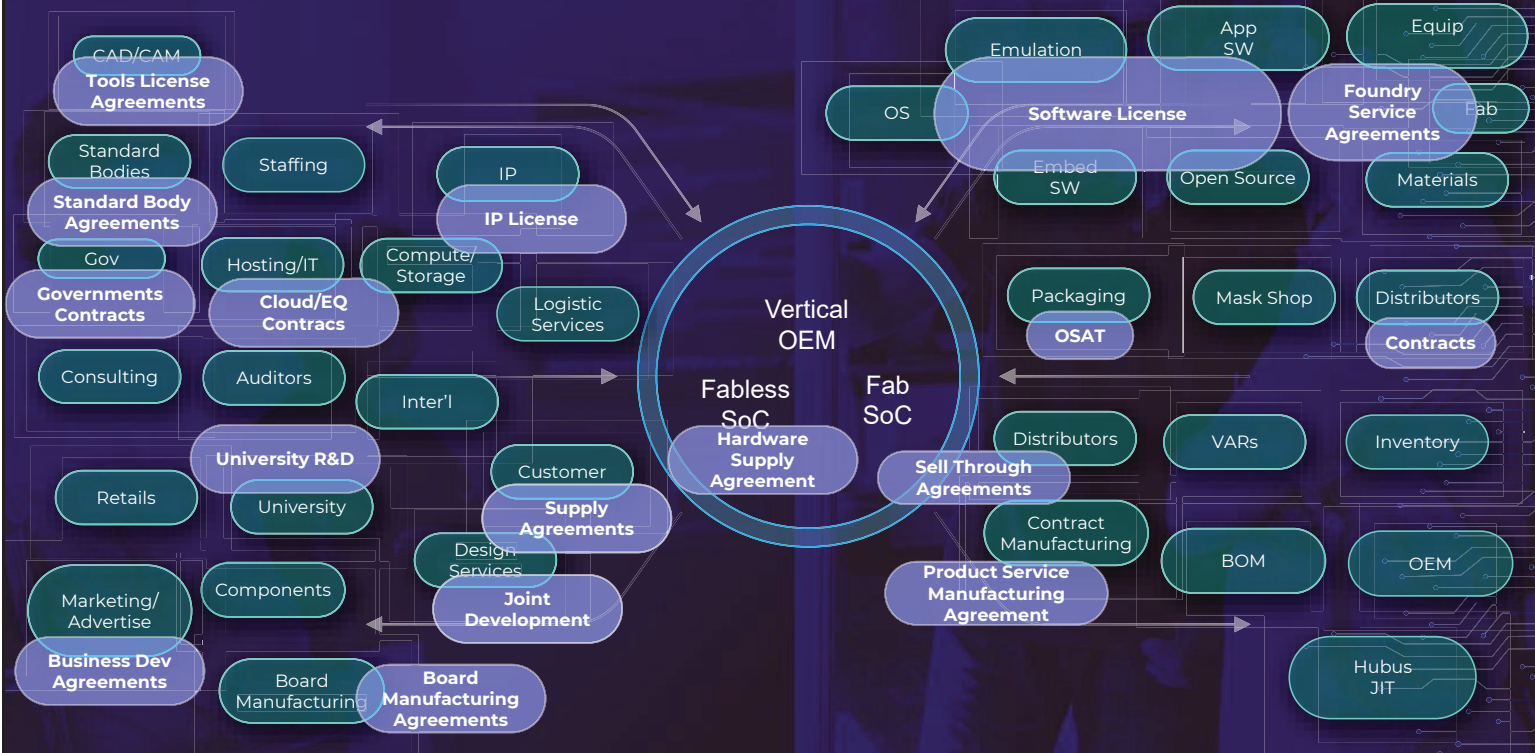 CAD/CAM
Tools License
Agreements
Standard
Bodies
Standard Body
Agreements
Staffing
IP
IP License
Gov
Governments
Contracts
Hosting/IT
Cloud/EQ
Contracs
Compute/
Storage
Logistic
Services
Consulting
Auditors
Inter'l
University R&D
University
Retails
Customer
Supply
Agreements
Design
Services
Joint
Development
Marketing/
Advertise
Business Dev
Agreements
Components
Board
Manufacturing
Board
Manufacturing
Agreements
Vertical
OEM
Fabless
SoC
Fab
SoC
Hardware
Supply
Agreement
Sell Through
Agreements
Emulation
App
SW
Equip
OS
Software License
Foundry
Service
Agreements
Fab
Embed
SW
Open Source
Materials
Packaging
OSAT
Mask Shop
Distributors
Contracts
Distributors
VARs
Inventory
Contract
Manufacturing
Product Service
Manufacturing
Agreement
BOM
OEM
Hubus
JIT